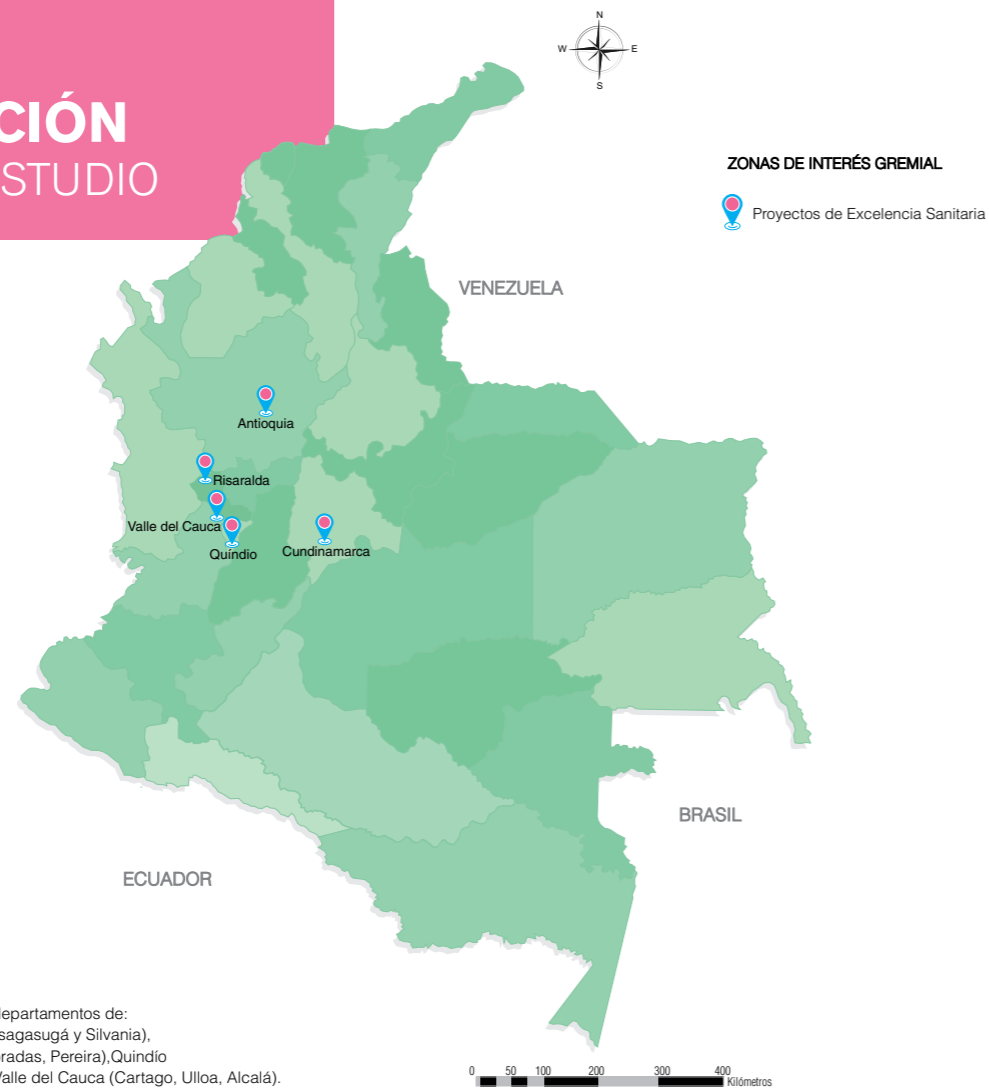 CIÓN
STUDIO
N
W E
S
ZONAS DE INTERÉS GREMIAL
Proyectos de Excelencia Sanitaria
VENEZUELA
Antioquia
Risaralda
Valle del Cauca
Quíndio
Cundinamarca
BRASIL
ECUADOR
departamentos de:
sagasugá y Silvania),
radas, Pereira),Quindío
Valle del Cauca (Cartago, Ulloa, Alcalá).
0 50 100 200 300 400
Kilómetros